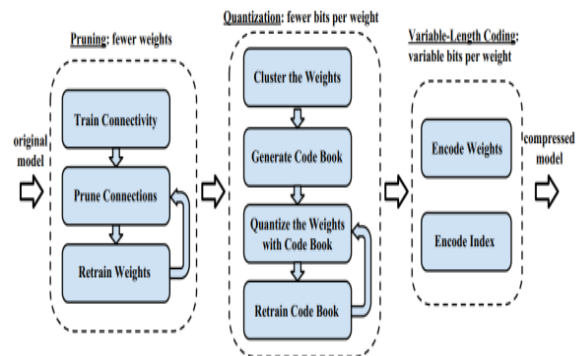 Pruning: fewer weights
Quantization: fewer bits per weight
Variable-Length Coding:
variable bits per weight
original
model
Train Connectivity
Prune Connections
Retrain Weights
Cluster the Weights
Generate Code Book
Quantize the Weights
with Code Book
Retrain Code Book
Encode Weights
Encode Index
compressed
model